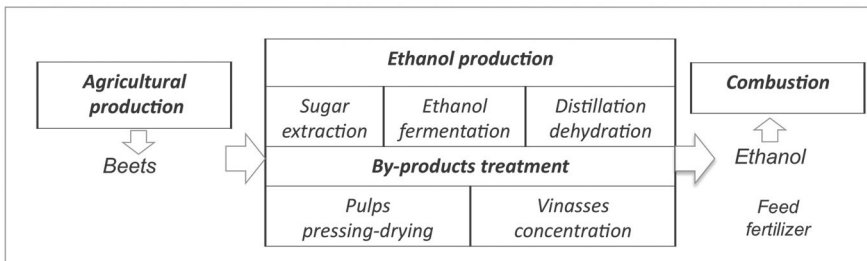 Agricultural
production
Beets
Ethanol production
Sugar
extraction
Ethanol
fermentation
Distillation
dehydration
By-products treatment
Pulps
pressing-drying
Vinasses
concentration
Combustion
Ethanol
Feed
fertilizer